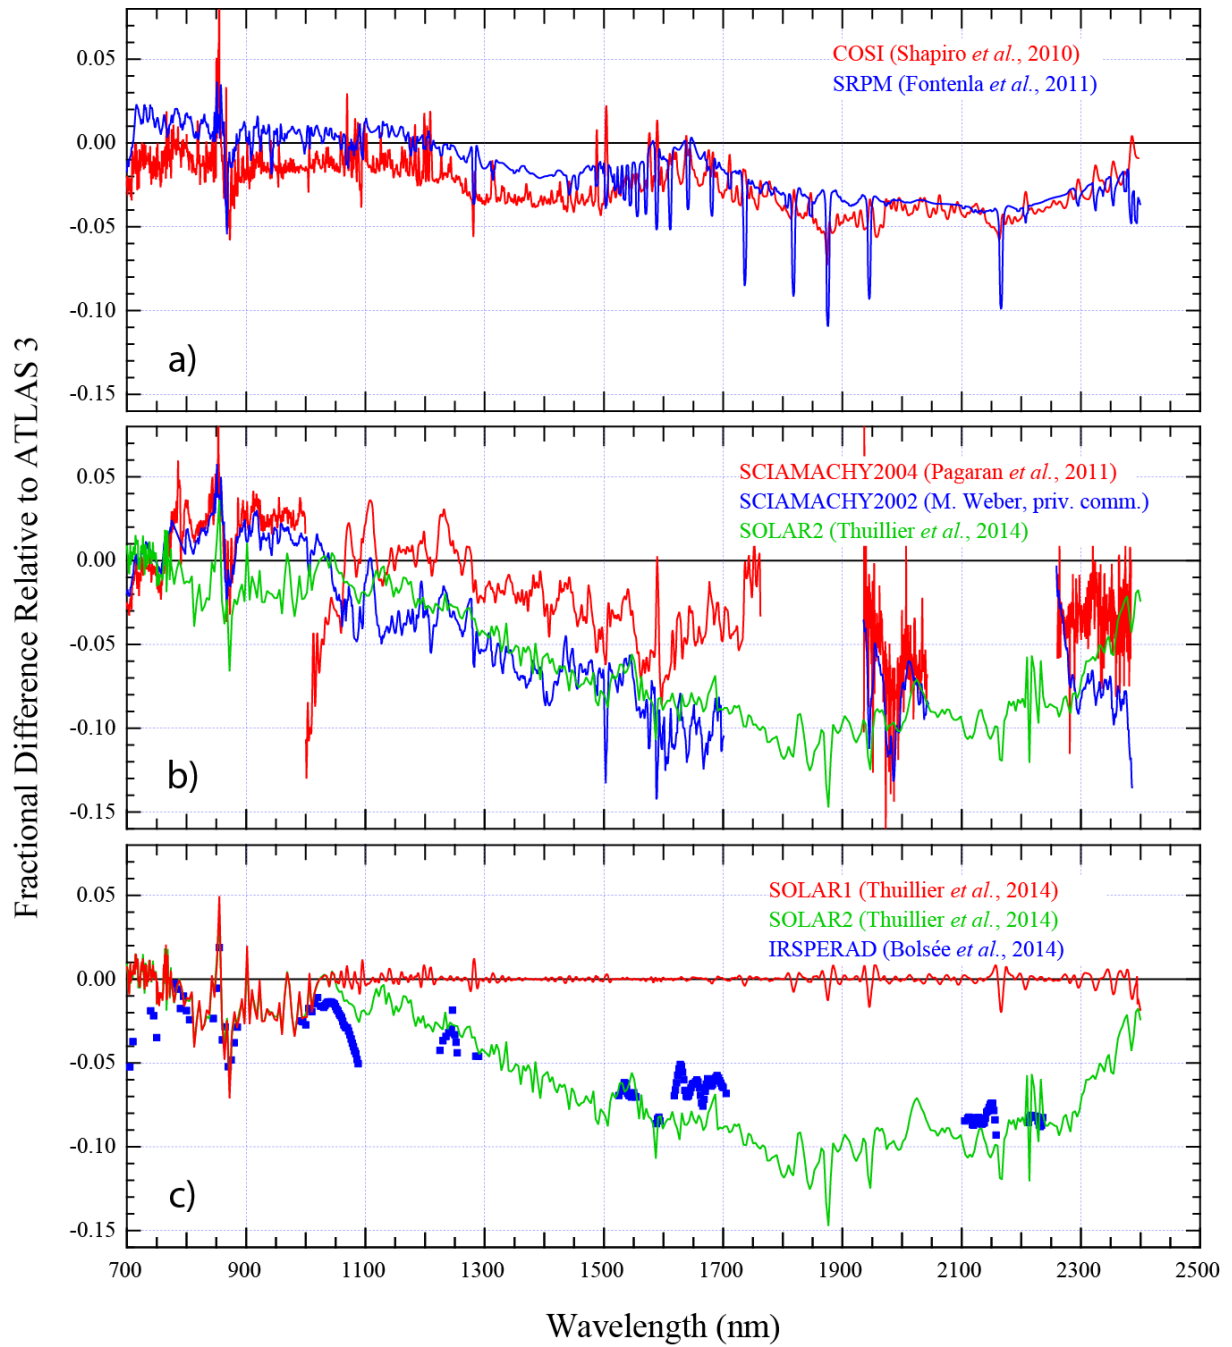 Fractional Difference Relative to ATLAS 3
0.05
0.00
-0.05
-0.10
-0.15
COSI (Shapiro et al., 2010)
SRPM (Fontenla et al., 2011)
a)
0.05
0.00
-0.05
-0.10
-0.15
SCIAMACHY2004 (Pagaran et al., 2011)
SCIAMACHY2002 (M. Weber, priv. comm.)
SOLAR2 (Thuillier et al., 2014)
b)
0.05
0.00
-0.05
-0.10
-0.15
SOLAR1 (Thuillier et al., 2014)
SOLAR2 (Thuillier et al., 2014)
IRSPERAD (Bolsée et al., 2014)
c)
700 900 1100 1300 1500 1700 1900 2100 2300 2500
Wavelength (nm)